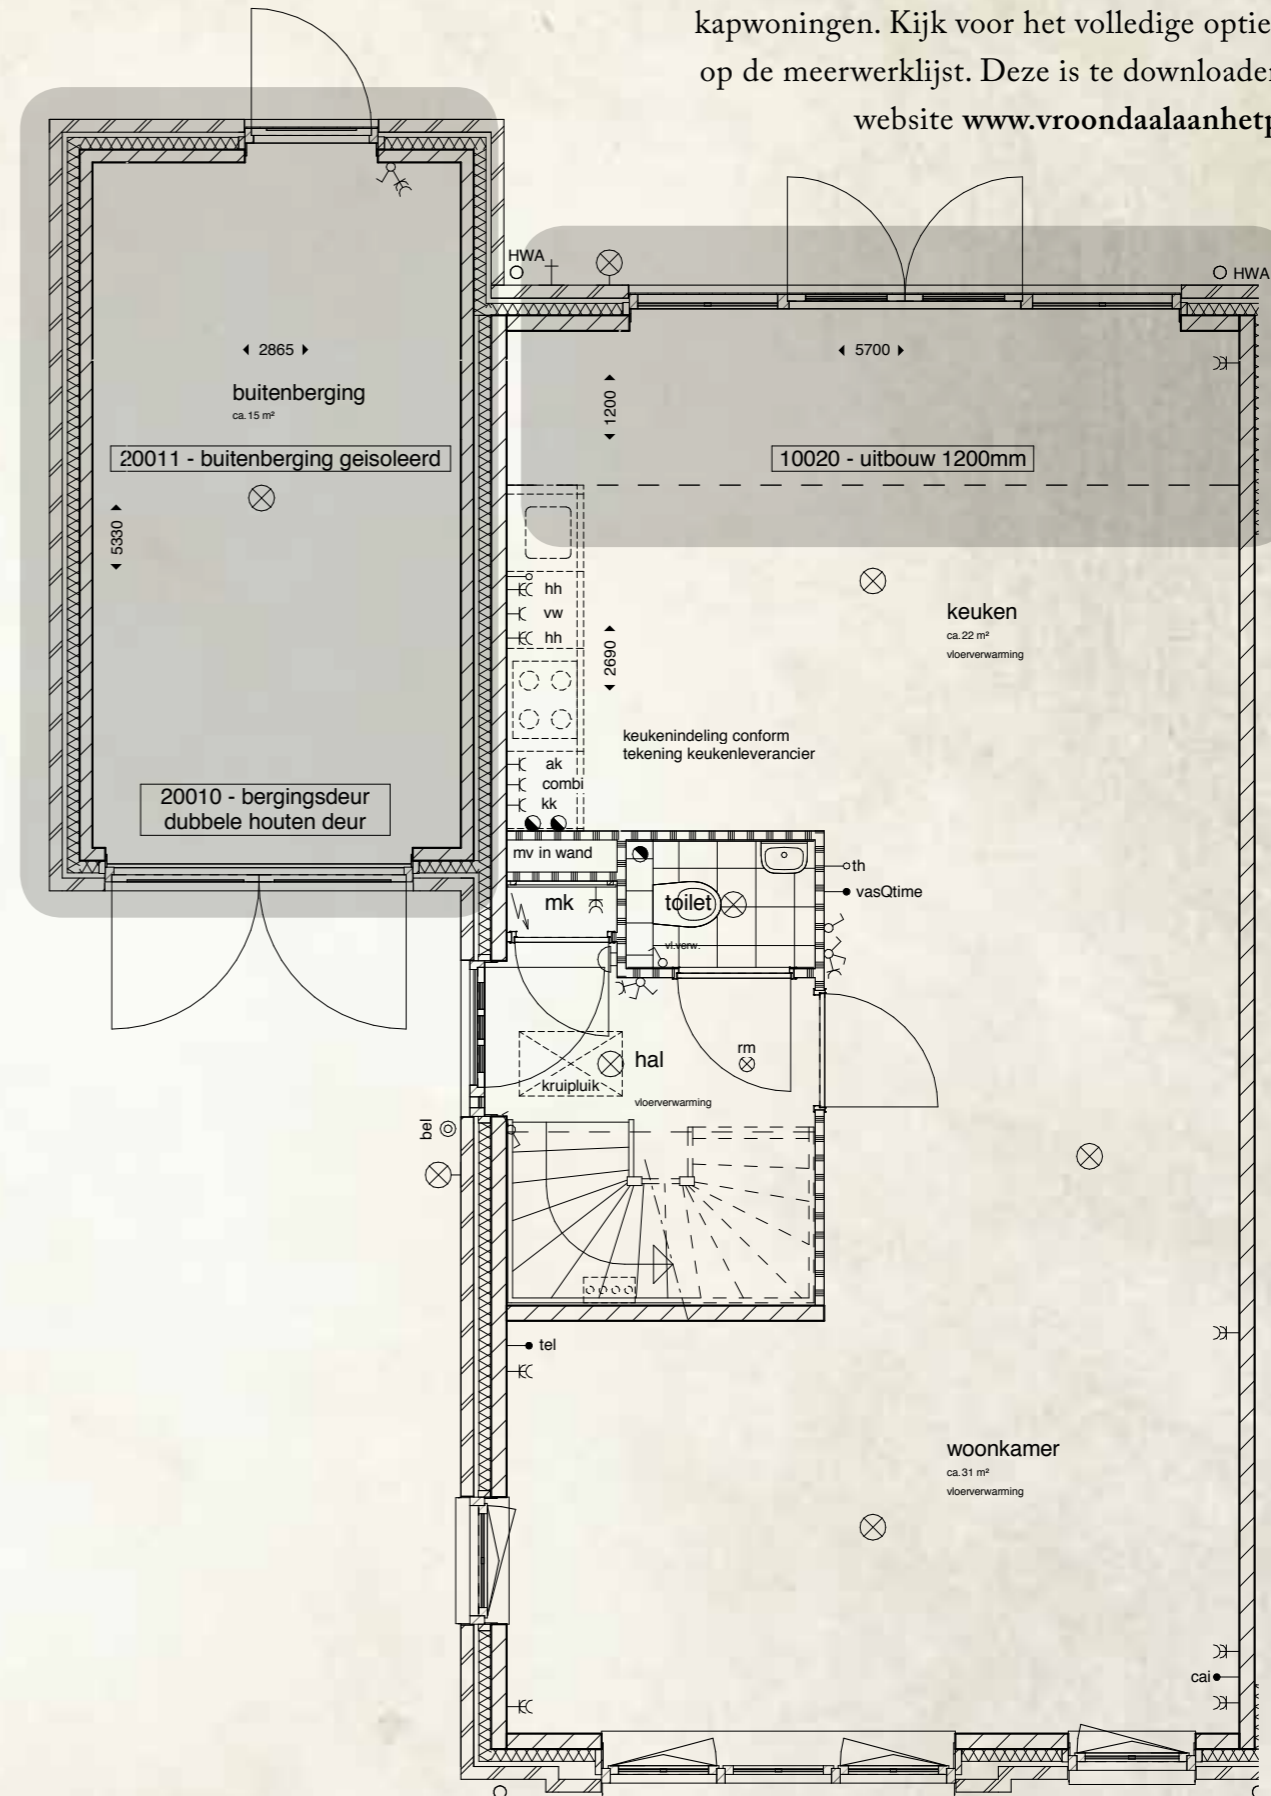 kapwoningen. Kijk voor het volledige optie
op de meerwerklijst. Deze is te downloade
website www.vroondaalaanhetp
HWA
HWA
2865
5700
buitenberging
ca.15 m²
1200
20011 - buitenberging geisoleerd
10020 - uitbouw 1200mm
5330
hh
vw
hh
keuken
ca.22 m²
vloerverwarming
2690
keukenindeling conform
tekening keukenleverancier
ak
combi
kk
20010 - bergingsdeur
dubbele houten deur
mv in wand
th
mk
toilet
vasQtime
vl.verw.
hal
rm
kruipluik
vloerverwarming
bel
tel
woonkamer
ca.31 m²
vloerverwarming
cai